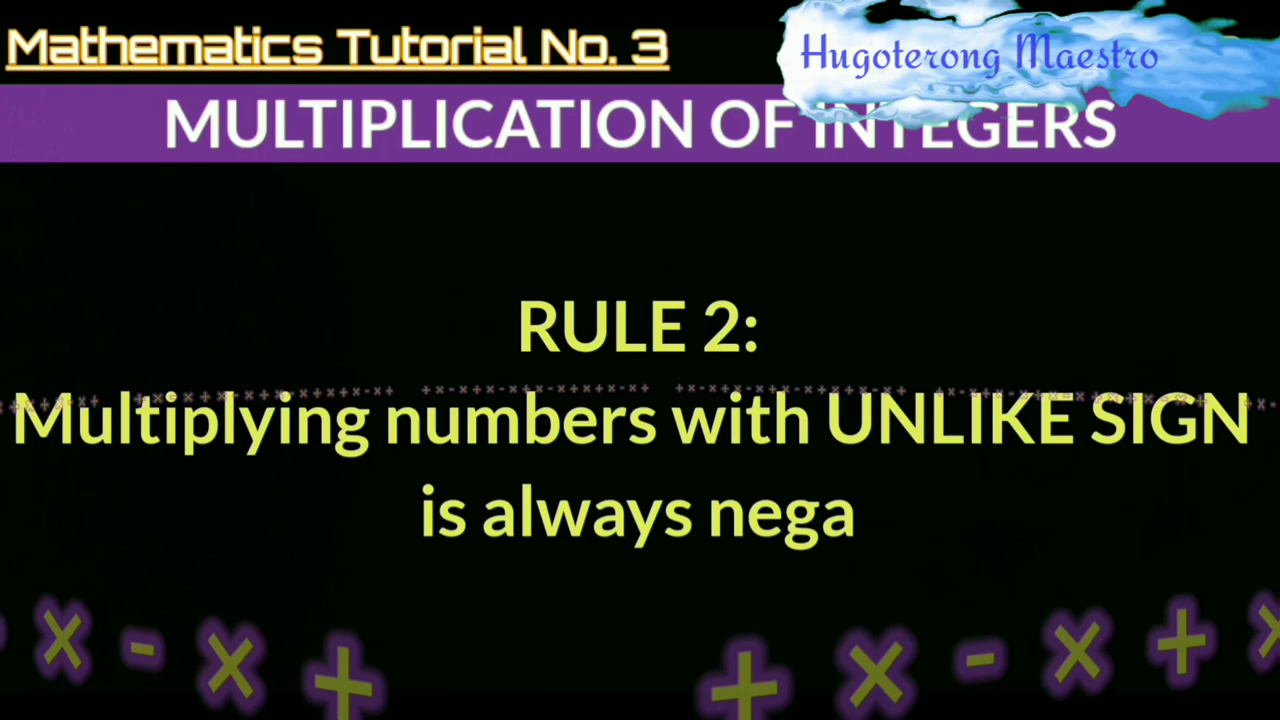 Mathematics Tutorial No. 3
Hugoterong Maestro
MULTIPLICATION OF INTEGERS
RULE 2:
Multiplying numbers with UNLIKE SIGN
is always nega